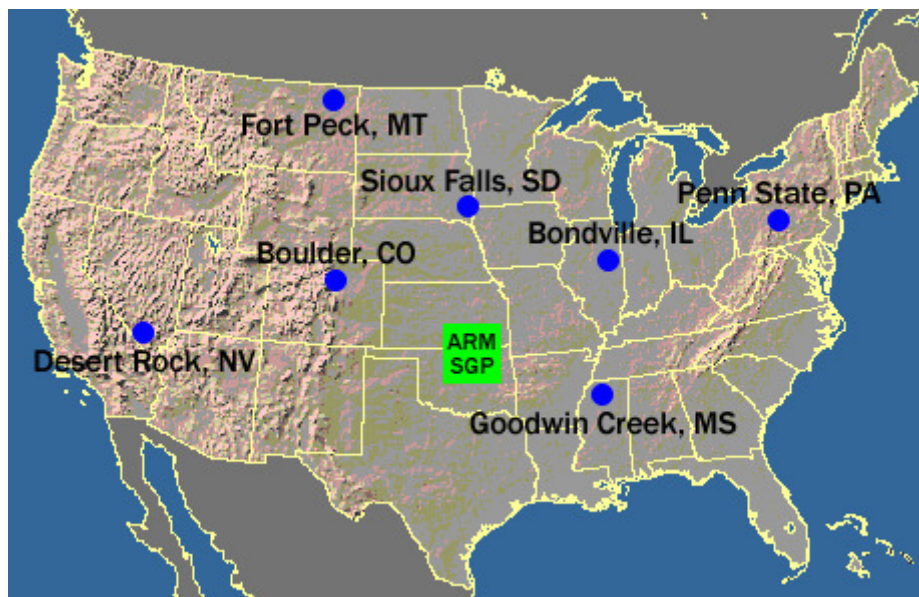 Fort Peck, MT
Sioux Falls, SD
Penn State, PA
Bondville, IL
Boulder, CO
ARM
SGP
Desert Rock, NV
Goodwin Creek, MS